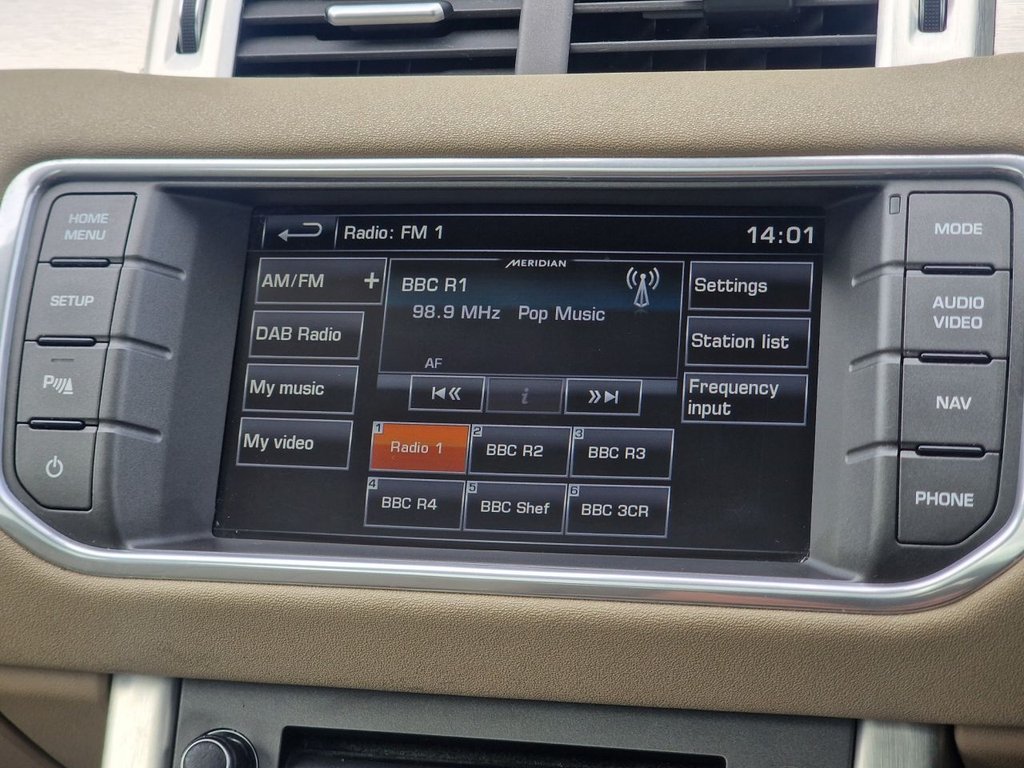 HOME
MENU
SETUP
P
Radio: FM 1
14:01
AM/FM +
DAB Radio
My music
My video
MERIDIAN
BBC R1
98.9 MHz Pop Music
AF
i
Settings
Station list
Frequency
input
1 Radio 1
2 BBC R2
3 BBC R3
4 BBC R4
5 BBC Shef
6 BBC 3CR
MODE
AUDIO
VIDEO
NAV
PHONE